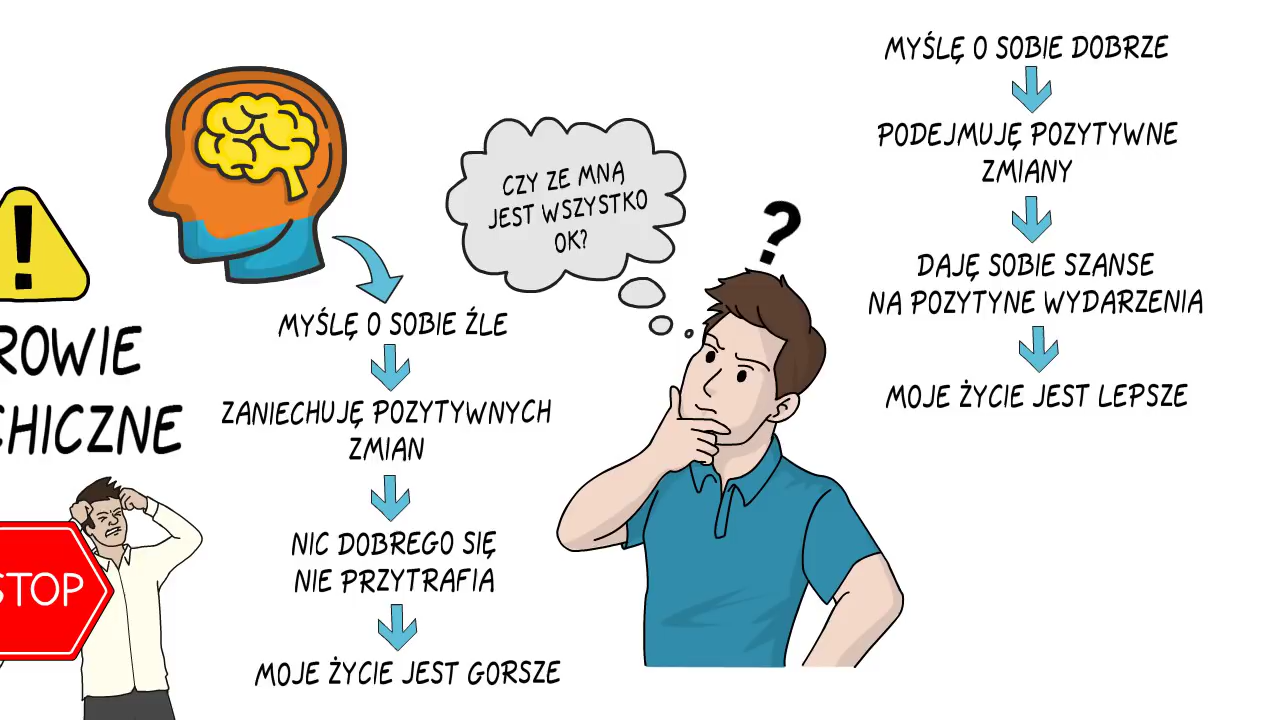 !
ROWIE
CHICZNE
STOP
MYŚLĘ O SOBIE ŹLE
ZANIECHUJĘ POZYTYWNYCH
ZMIAN
NIC DOBREGO SIĘ
NIE PRZYTRAFIA
MOJE ŻYCIE JEST GORSZE
CZY ZE MNĄ
JEST WSZYSTKO
OK?
?
MYŚLĘ O SOBIE DOBRZE
PODEJMUJĘ POZYTYWNE
ZMIANY
DAJĘ SOBIE SZANSE
NA POZYTYNE WYDARZENIA
MOJE ŻYCIE JEST LEPSZE